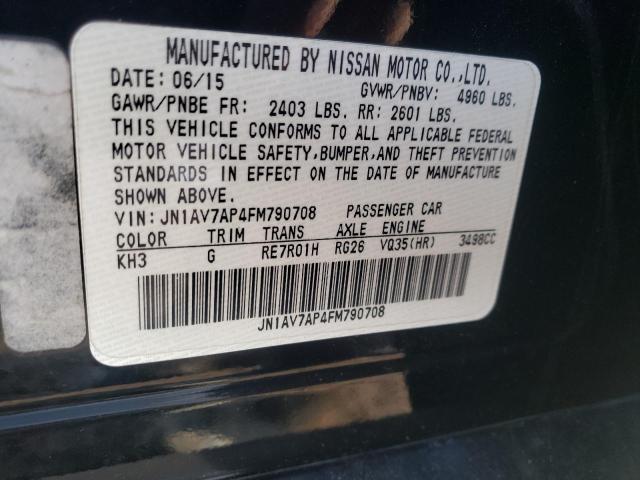 MANUFACTURED BY NISSAN MOTOR CO.,LTD.
DATE: 06/15 GVWR/PNBV: 4960 LBS.
GAWR/PNBE FR: 2403 LBS. RR: 2601 LBS.
THIS VEHICLE CONFORMS TO ALL APPLICABLE FEDERAL
MOTOR VEHICLE SAFETY,BUMPER,AND THEFT PREVENTION
STANDARDS IN EFFECT ON THE DATE OF MANUFACTURE
SHOWN ABOVE.
VIN:JN1AV7AP4FM790708 PASSENGER CAR
COLOR TRIM TRANS AXLE ENGINE
KH3 G RE7R01H RG26 VQ35(HR) 3498CC
JN1AV7AP4FM790708